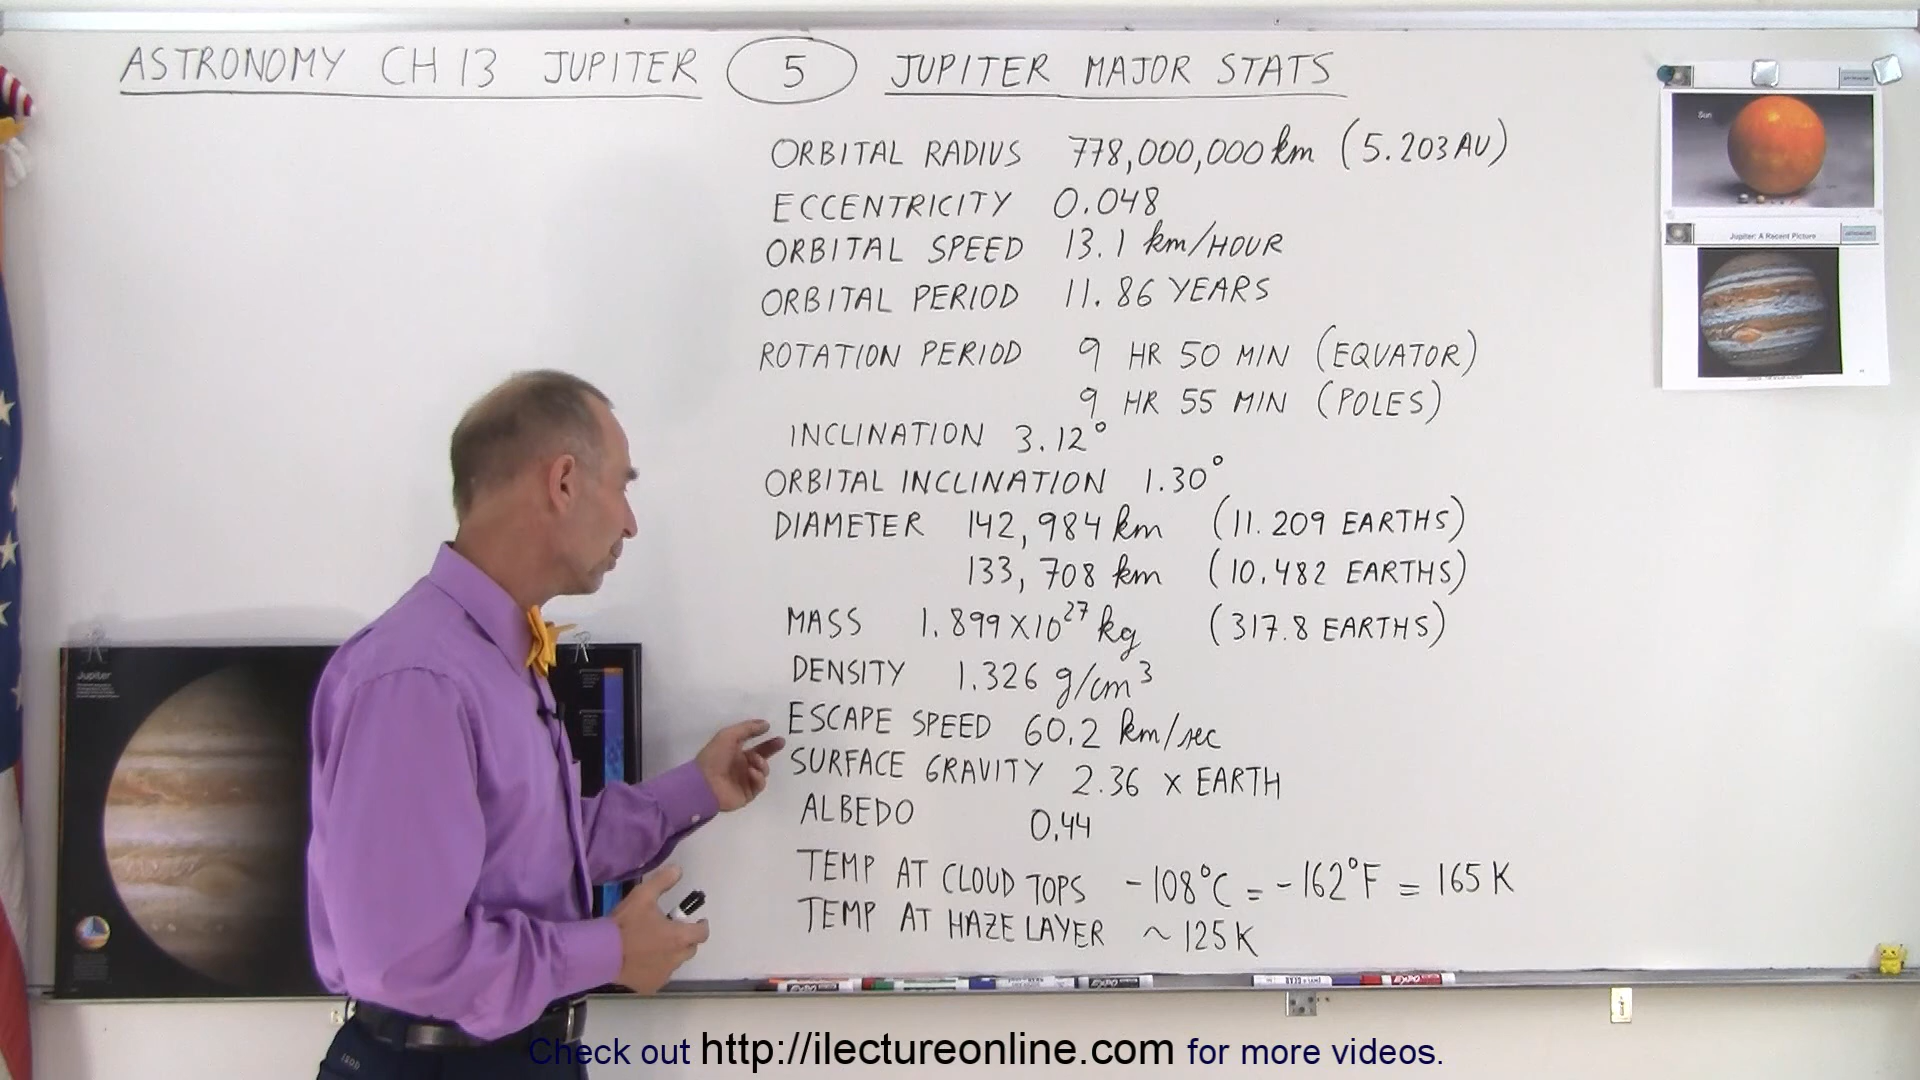 ASTRONOMY CH 13 JUPITER 5 JUPITER MAJOR STATS
ORBITAL RADIUS 778,000,000 km (5.203 AU)
ECCENTRICITY 0.048
ORBITAL SPEED 13.1 km/HOUR
ORBITAL PERIOD 11.86 YEARS
ROTATION PERIOD 9 HR 50 MIN (EQUATOR)
9 HR 55 MIN (POLES)
INCLINATION 3.12°
ORBITAL INCLINATION 1.30°
DIAMETER 142,984 km (11.209 EARTHS)
133,708 km (10.482 EARTHS)
MASS 1.899 X 10²⁷ kg (317.8 EARTHS)
DENSITY 1.326 g/cm³
ESCAPE SPEED 60.2 km/sec
SURFACE GRAVITY 2.36 X EARTH
ALBEDO 0.44
TEMP AT CLOUD TOPS -108°C = -162°F = 165 K
TEMP AT HAZE LAYER ~ 125 K
Sun
Jupiter: A Recent Picture
Jupiter
EXPO
Check out http://ilectureonline.com for more videos.